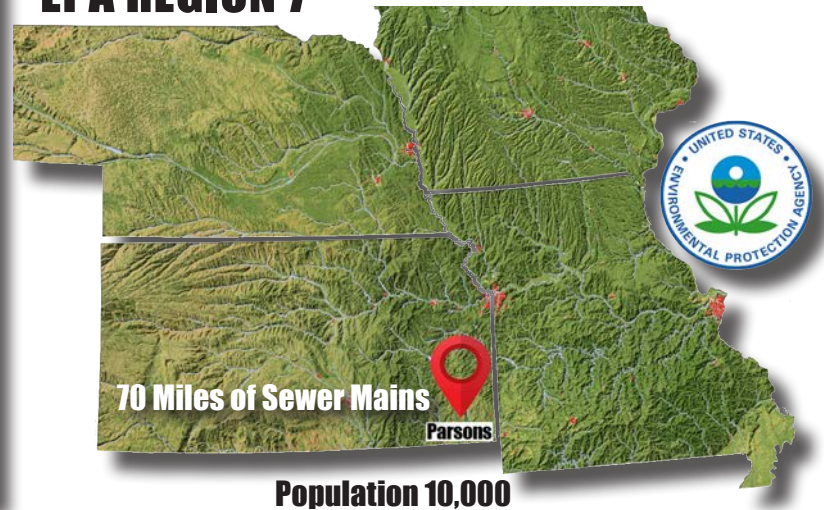 EPA REGION 7
UNITED STATES
ENVIRONMENTAL PROTECTION AGENCY
70 Miles of Sewer Mains
Parsons
Population 10,000